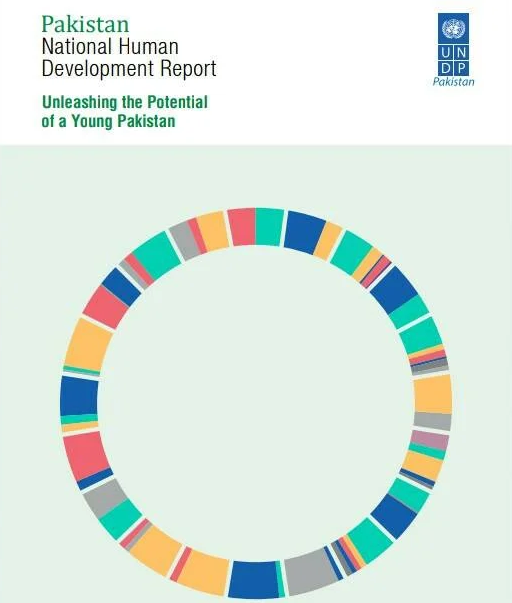 Pakistan
National Human
Development Report
Unleashing the Potential
of a Young Pakistan
U N
D P
Pakistan